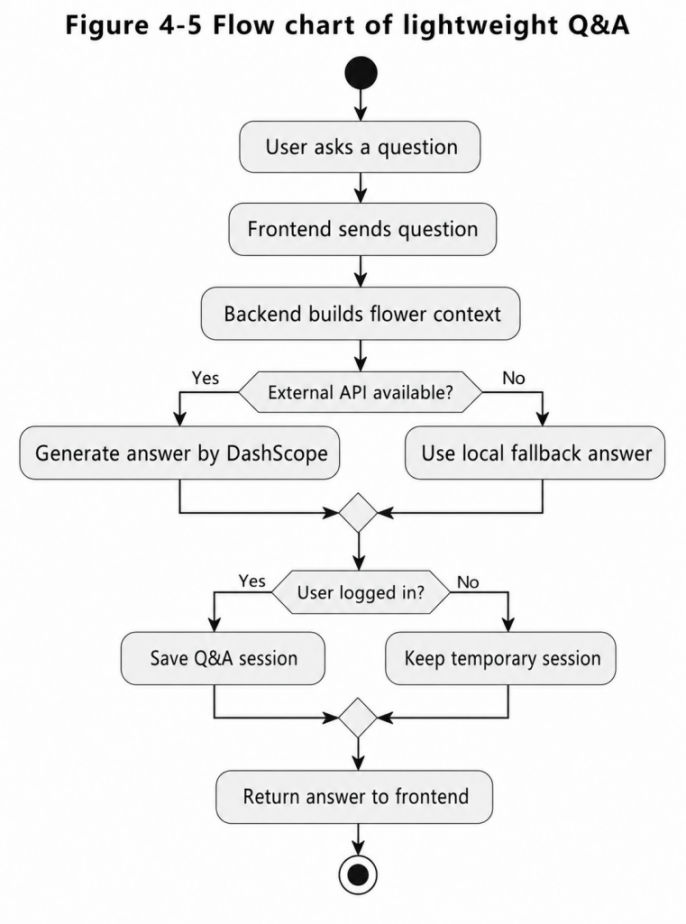 Figure 4-5 Flow chart of lightweight Q&A
User asks a question
Frontend sends question
Backend builds flower context
Yes
External API available?
No
Generate answer by DashScope
Use local fallback answer
Yes
User logged in?
No
Save Q&A session
Keep temporary session
Return answer to frontend